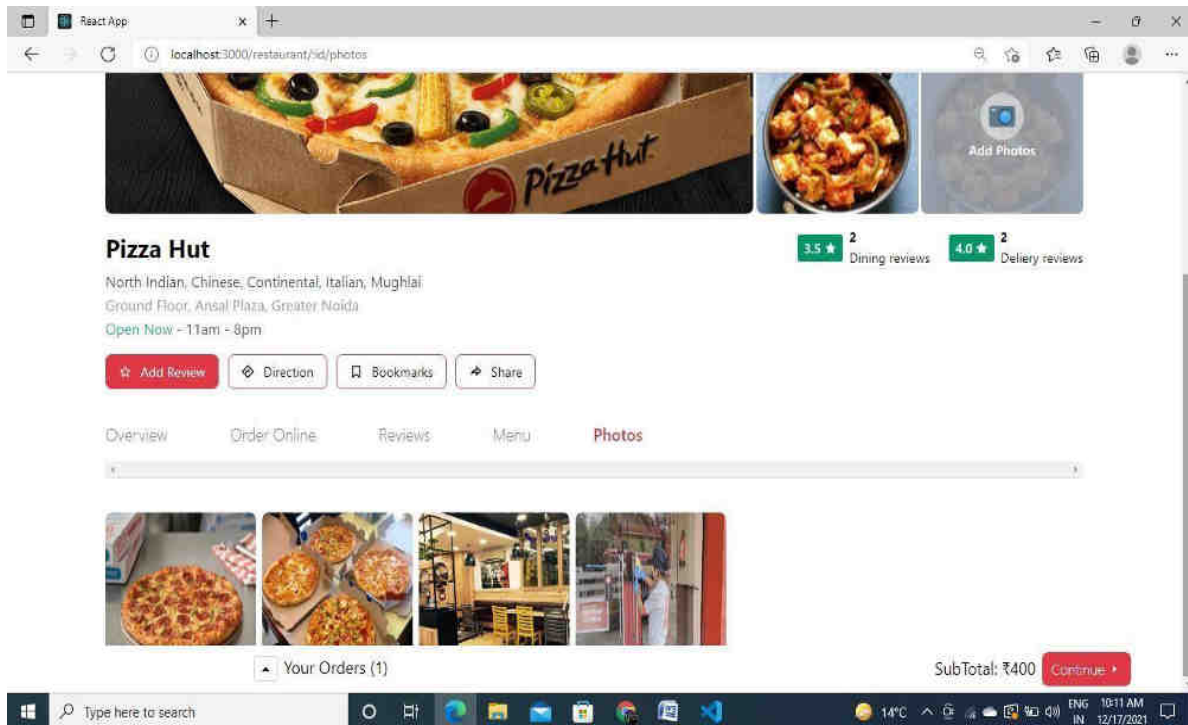 React App
localhost:3000/restaurant/:id/photos
Pizza Hut
Add Photos
Pizza Hut
3.5 ★ 2 Dining reviews
4.0 ★ 2 Deliery reviews
North Indian, Chinese, Continental, Italian, Mughlai
Ground Floor, Ansal Plaza, Greater Noida
Open Now - 11am - 8pm
Add Review Direction Bookmarks Share
Overview Order Online Reviews Menu Photos
Your Orders (1) SubTotal: ₹400 Continue
Type here to search 14°C ENG 10:11 AM
IN 12/17/2021